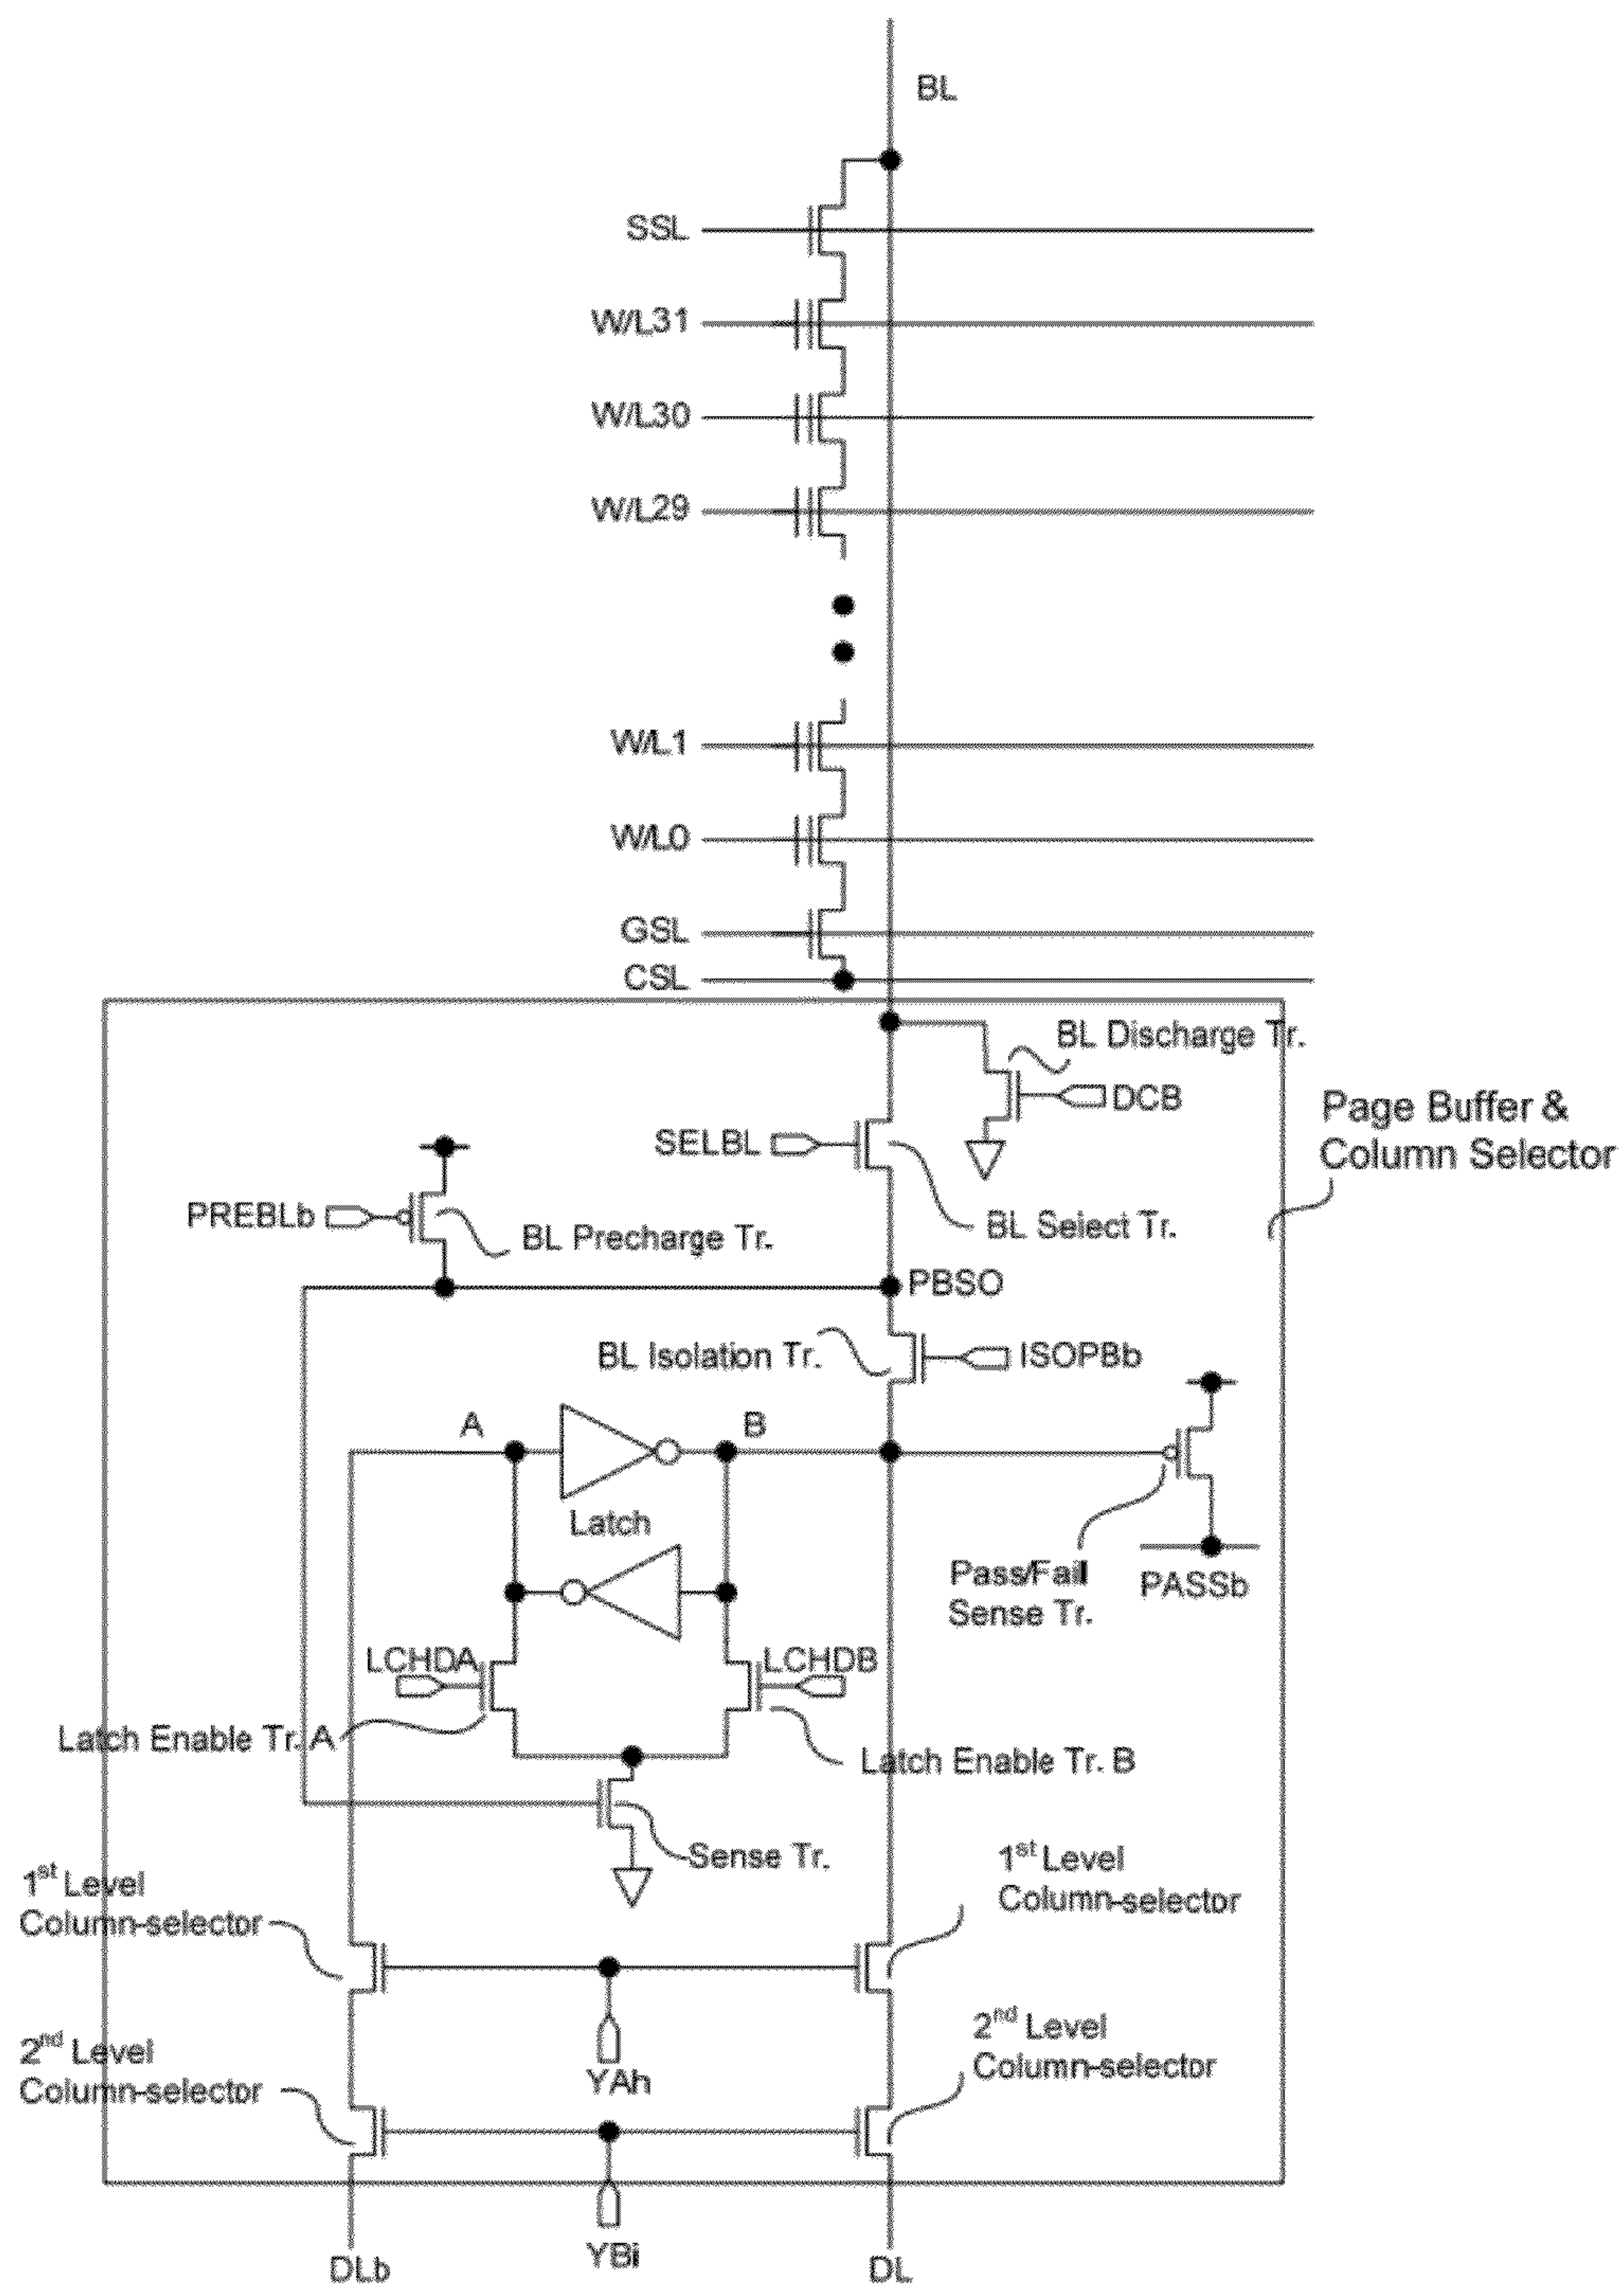 BL
SSL
W/L31
W/L30
W/L29
W/L1
W/L0
GSL
CSL
BL Discharge Tr.
DCB
Page Buffer &
Column Selector
SELBL
PREBLb
BL Precharge Tr.
BL Select Tr.
PBSO
BL Isolation Tr.
ISOPBb
A
B
Latch
Pass/Fail
Sense Tr.
PASSb
LCHDA
LCHDB
Latch Enable Tr. A
Latch Enable Tr. B
Sense Tr.
1st Level
Column-selector
1st Level
Column-selector
2nd Level
Column-selector
2nd Level
Column-selector
YAh
YBi
DLb
DL